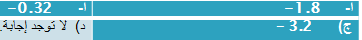 أ- 1.8 – ا- 0.32 –
ج) 3.2 – د) لا توجد إجابة.